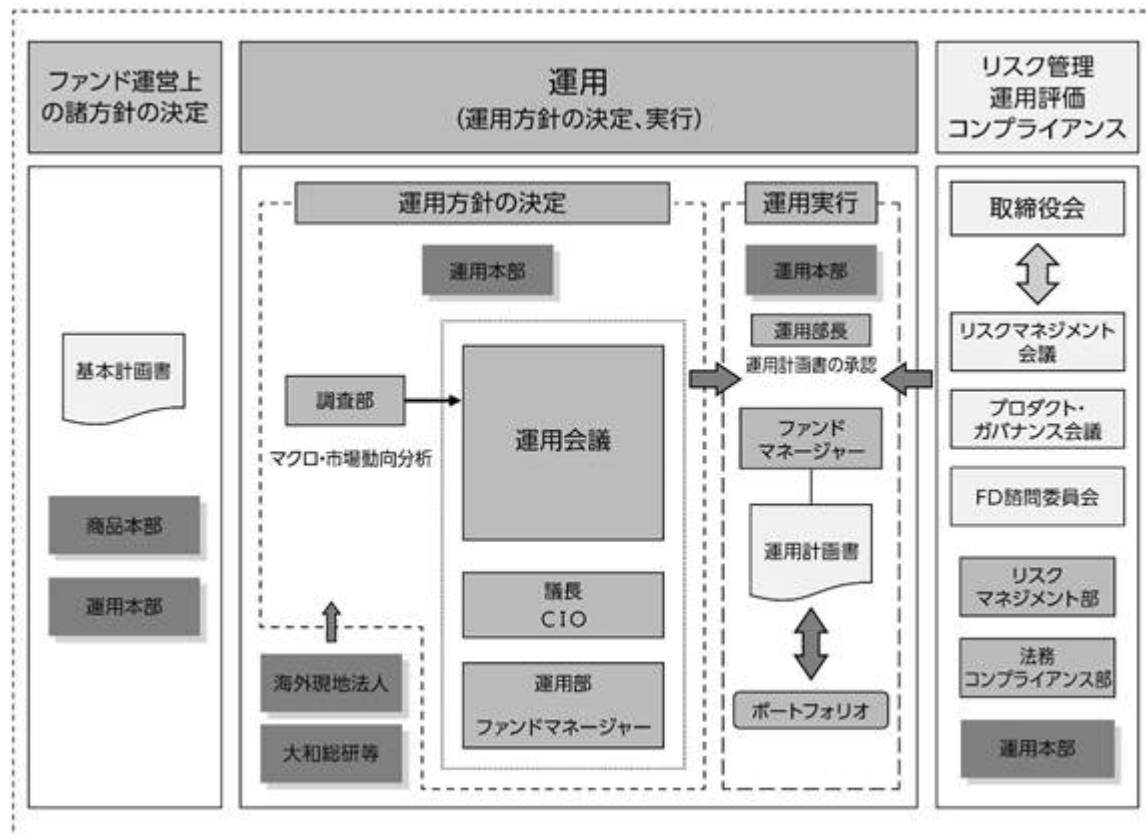 ファンド運営上
の諸方針の決定
運用
(運用方針の決定、実行)
リスク管理
運用評価
コンプライアンス
基本計画書
商品本部
運用本部
運用方針の決定
運用本部
調査部
マクロ・市場動向分析
運用会議
議長
CIO
運用部
ファンドマネージャー
海外現地法人
大和総研等
運用実行
運用本部
運用部長
運用計画書の承認
ファンド
マネージャー
運用計画書
ポートフォリオ
取締役会
リスクマネジメント
会議
プロダクト・
ガバナンス会議
FD諮問委員会
リスク
マネジメント部
法務
コンプライアンス部
運用本部